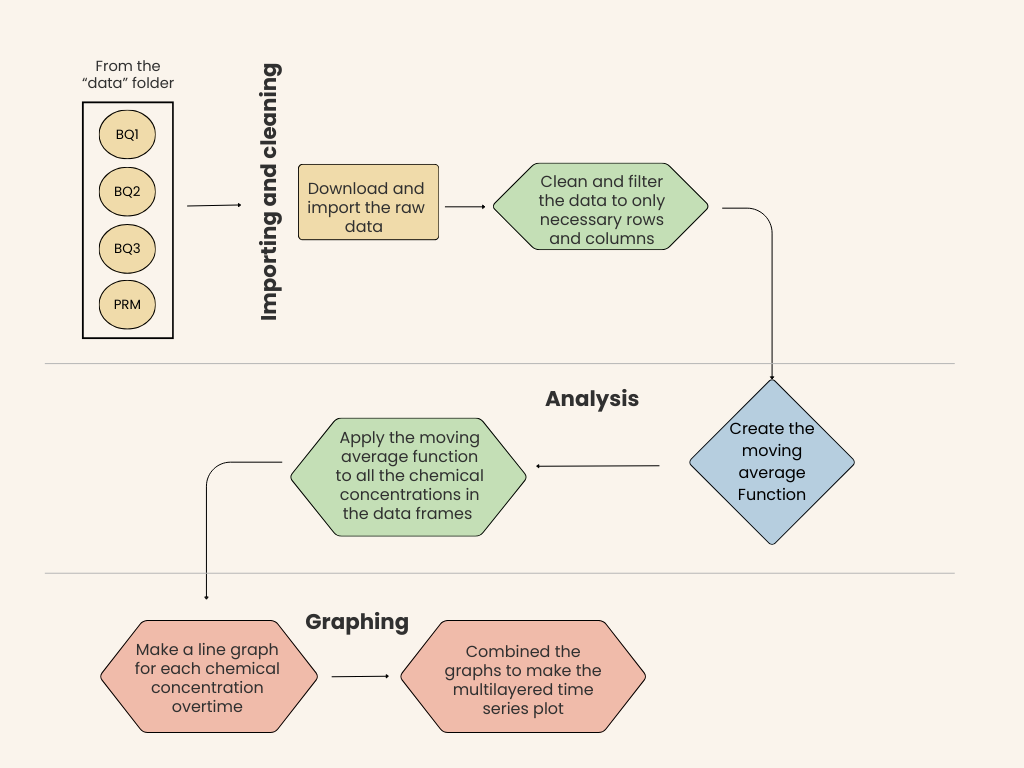 From the
“data” folder
BQ1
BQ2
BQ3
PRM
Importing and cleaning
Download and
import the raw
data
Clean and filter
the data to only
necessary rows
and columns
Analysis
Create the
moving
average
Function
Apply the moving
average function
to all the chemical
concentrations in
the data frames
Graphing
Make a line graph
for each chemical
concentration
overtime
Combined the
graphs to make the
multilayered time
series plot